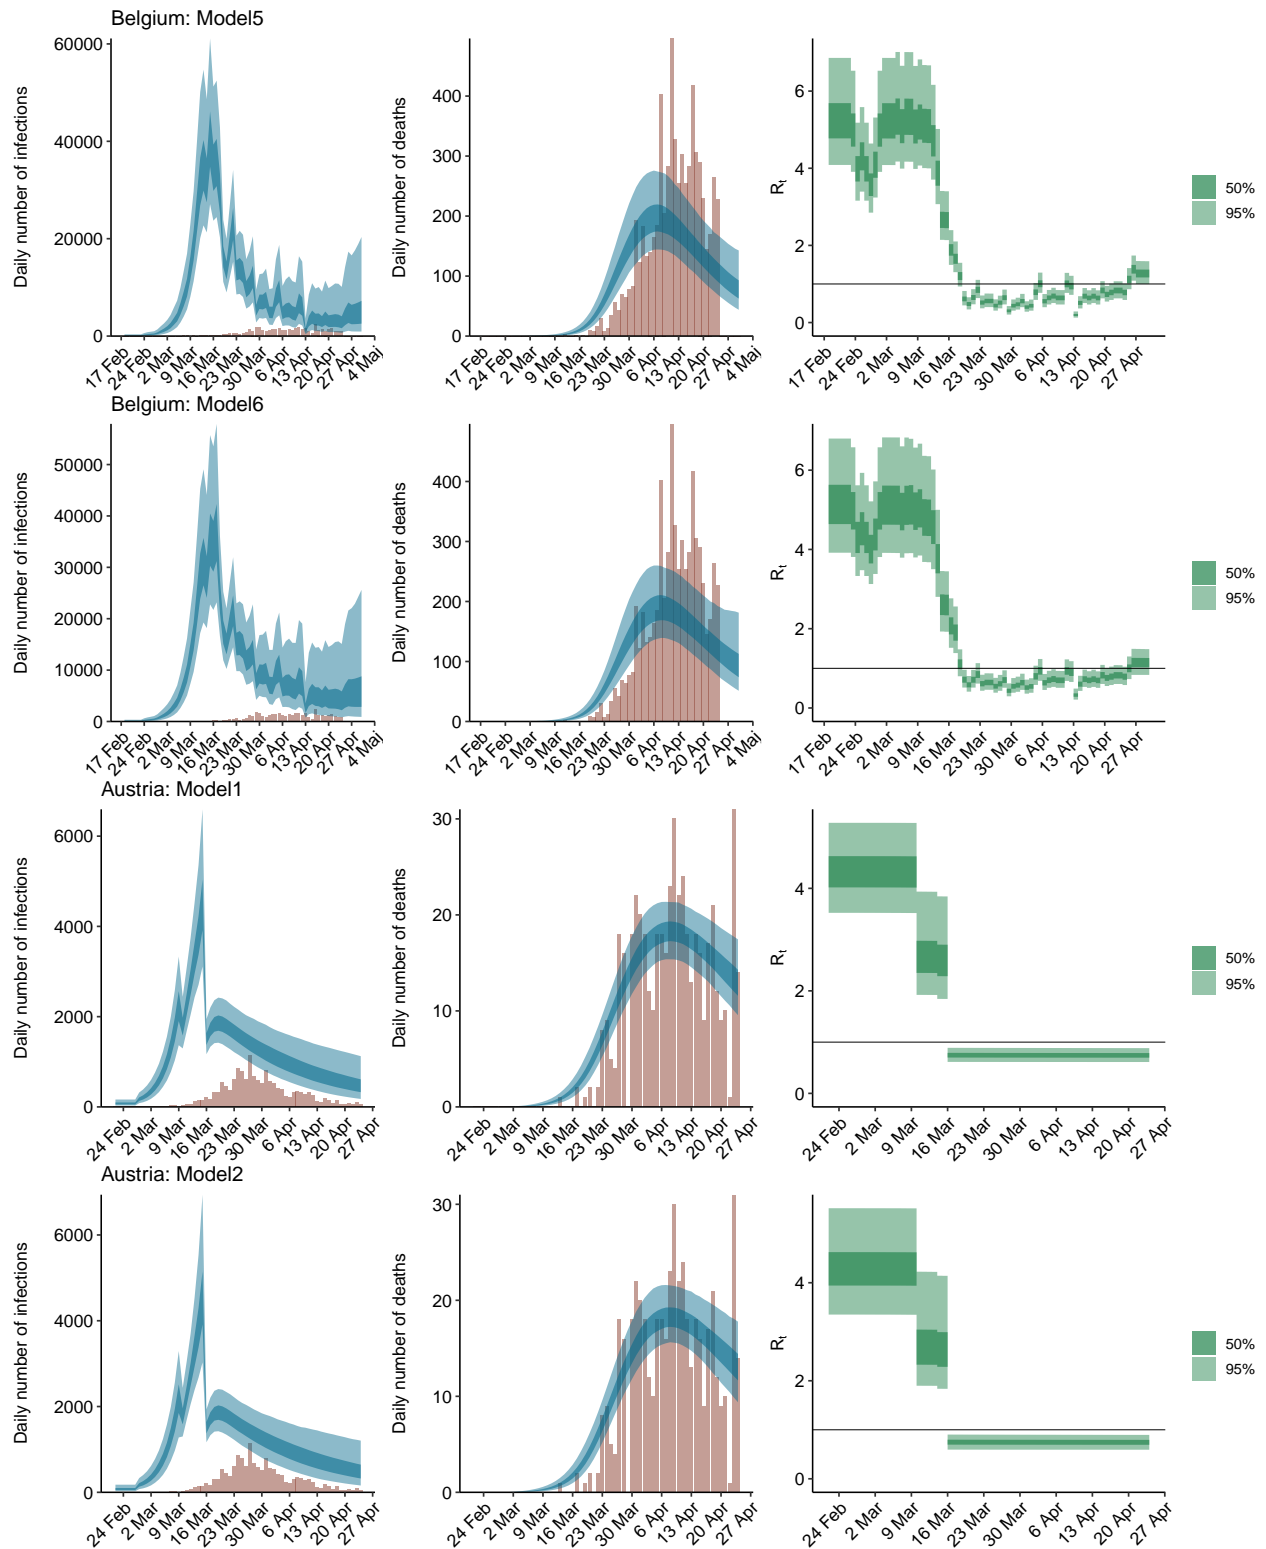 Belgium: Model5
Daily number of infections
60000
40000
20000
0
17 Feb
24 Feb
2 Mar
9 Mar
16 Mar
23 Mar
30 Mar
6 Apr
13 Apr
20 Apr
27 Apr
4 Maj
Daily number of deaths
400
300
200
100
0
17 Feb
24 Feb
2 Mar
9 Mar
16 Mar
23 Mar
30 Mar
6 Apr
13 Apr
20 Apr
27 Apr
4 Maj
Rt
6
4
2
0
17 Feb
24 Feb
2 Mar
9 Mar
16 Mar
23 Mar
30 Mar
6 Apr
13 Apr
20 Apr
27 Apr
50%
95%
Belgium: Model6
Daily number of infections
50000
40000
30000
20000
10000
0
17 Feb
24 Feb
2 Mar
9 Mar
16 Mar
23 Mar
30 Mar
6 Apr
13 Apr
20 Apr
27 Apr
4 Maj
Daily number of deaths
400
300
200
100
0
17 Feb
24 Feb
2 Mar
9 Mar
16 Mar
23 Mar
30 Mar
6 Apr
13 Apr
20 Apr
27 Apr
4 Maj
Rt
6
4
2
0
17 Feb
24 Feb
2 Mar
9 Mar
16 Mar
23 Mar
30 Mar
6 Apr
13 Apr
20 Apr
27 Apr
50%
95%
Austria: Model1
Daily number of infections
6000
4000
2000
0
24 Feb
2 Mar
9 Mar
16 Mar
23 Mar
30 Mar
6 Apr
13 Apr
20 Apr
27 Apr
Daily number of deaths
30
20
10
0
24 Feb
2 Mar
9 Mar
16 Mar
23 Mar
30 Mar
6 Apr
13 Apr
20 Apr
27 Apr
Rt
4
2
0
24 Feb
2 Mar
9 Mar
16 Mar
23 Mar
30 Mar
6 Apr
13 Apr
20 Apr
27 Apr
50%
95%
Austria: Model2
Daily number of infections
6000
4000
2000
0
24 Feb
2 Mar
9 Mar
16 Mar
23 Mar
30 Mar
6 Apr
13 Apr
20 Apr
27 Apr
Daily number of deaths
30
20
10
0
24 Feb
2 Mar
9 Mar
16 Mar
23 Mar
30 Mar
6 Apr
13 Apr
20 Apr
27 Apr
Rt
4
2
0
24 Feb
2 Mar
9 Mar
16 Mar
23 Mar
30 Mar
6 Apr
13 Apr
20 Apr
27 Apr
50%
95%